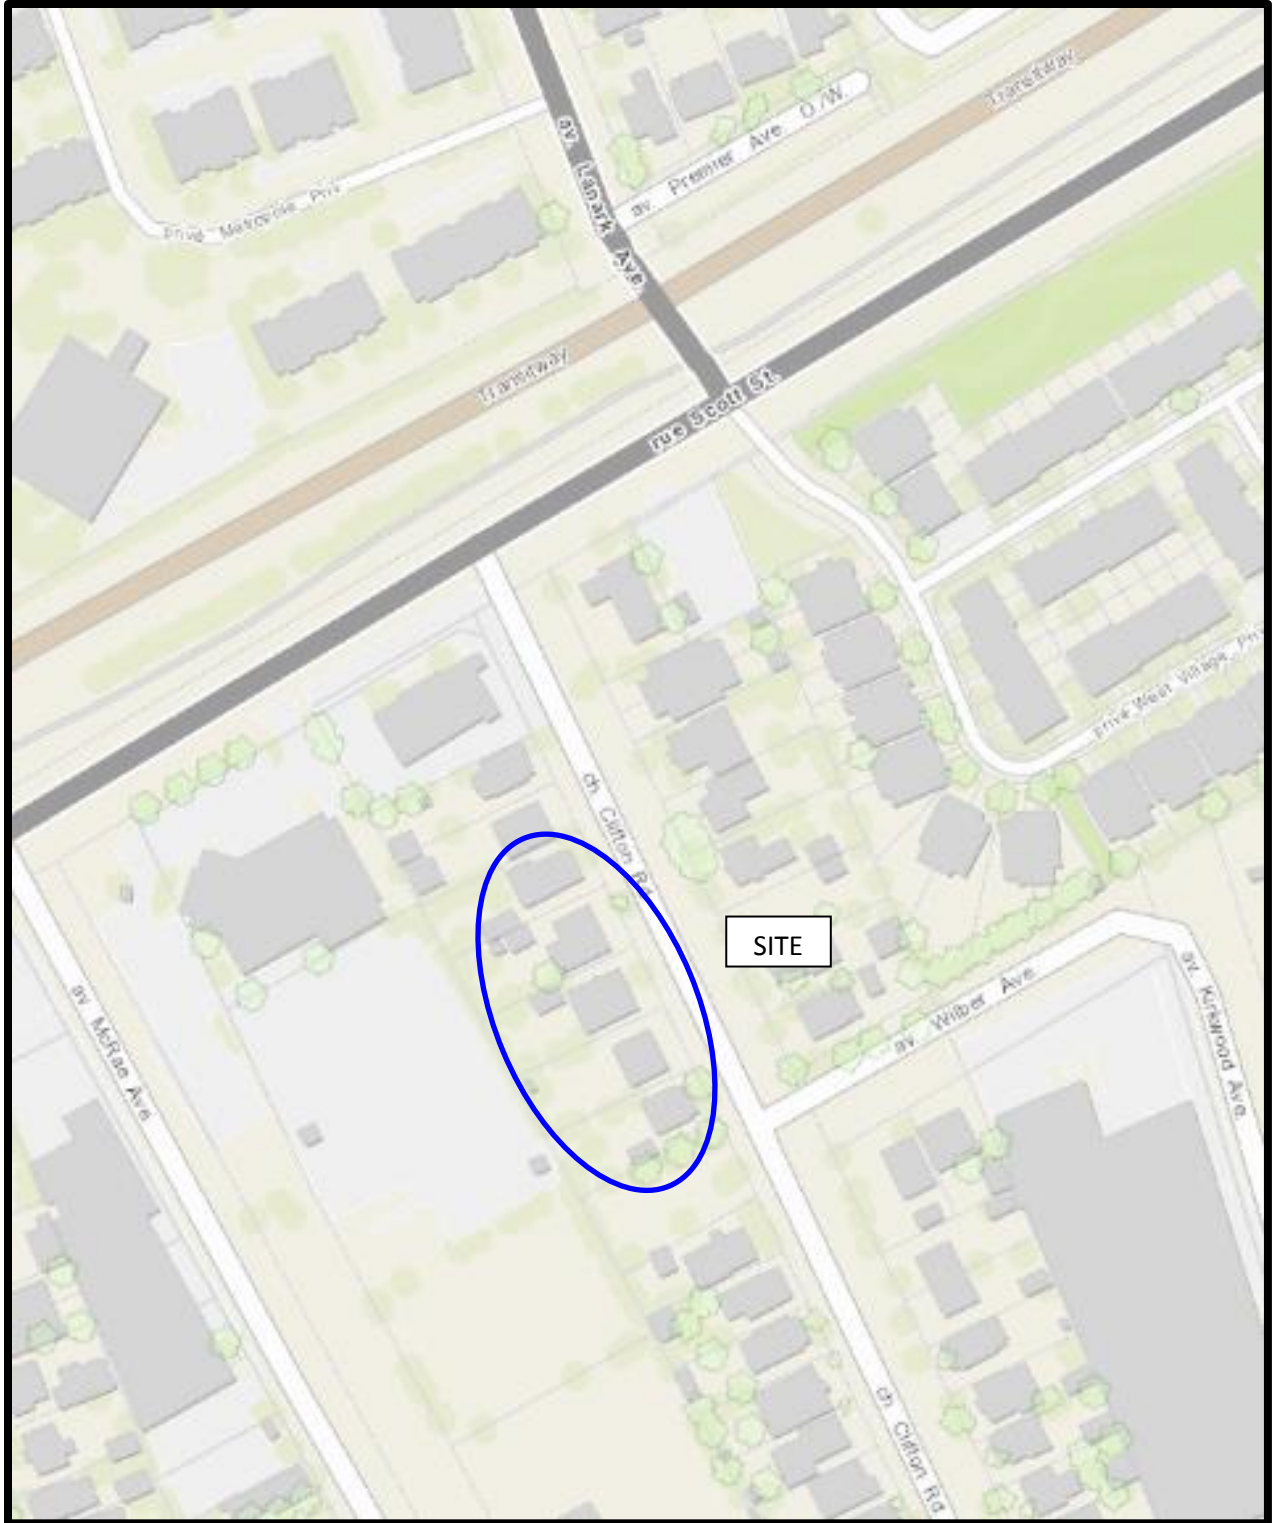 Transitway
av. Premier Ave O./W.
av. Lanark Ave
Privé Metropole Priv
Transitway
rue Scott St.
Privé West Village Priv
ch Clifton Rd
SITE
av. Wilber Ave
av. Kirkwood Ave.
av McRae Ave
ch Clifton Rd